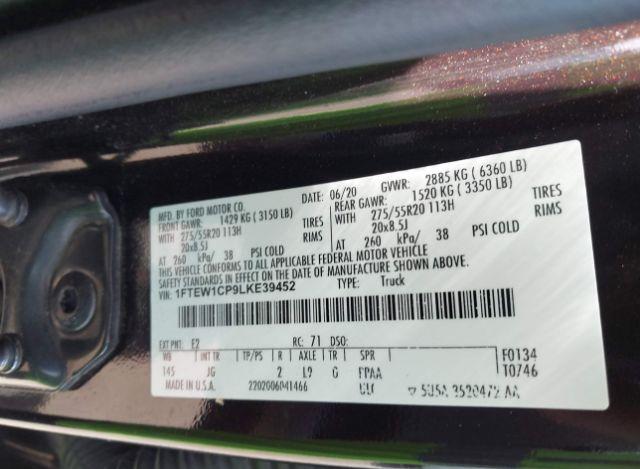 MFD. BY FORD MOTOR CO.
DATE: 06/20 GVWR: 2885 KG ( 6360 LB)
FRONT GAWR: 1429 KG ( 3150 LB) REAR GAWR: 1520 KG ( 3350 LB)
WITH 275/55R20 113H TIRES WITH 275/55R20 113H TIRES
20x8.5J RIMS 20x8.5J RIMS
AT 260 kPa/ 38 PSI COLD AT 260 kPa/ 38 PSI COLD
THIS VEHICLE CONFORMS TO ALL APPLICABLE FEDERAL MOTOR VEHICLE
SAFETY STANDARDS IN EFFECT ON THE DATE OF MANUFACTURE SHOWN ABOVE.
VIN: 1FTEW1CP9LKE39452 TYPE: Truck
EXT PNT: E2 RC: 71 DSO:
WB INT TR TP/PS R AXLE TR SPR F0134
145 JG 2 L9 G T0746
MADE IN U.S.A. 2202006041466